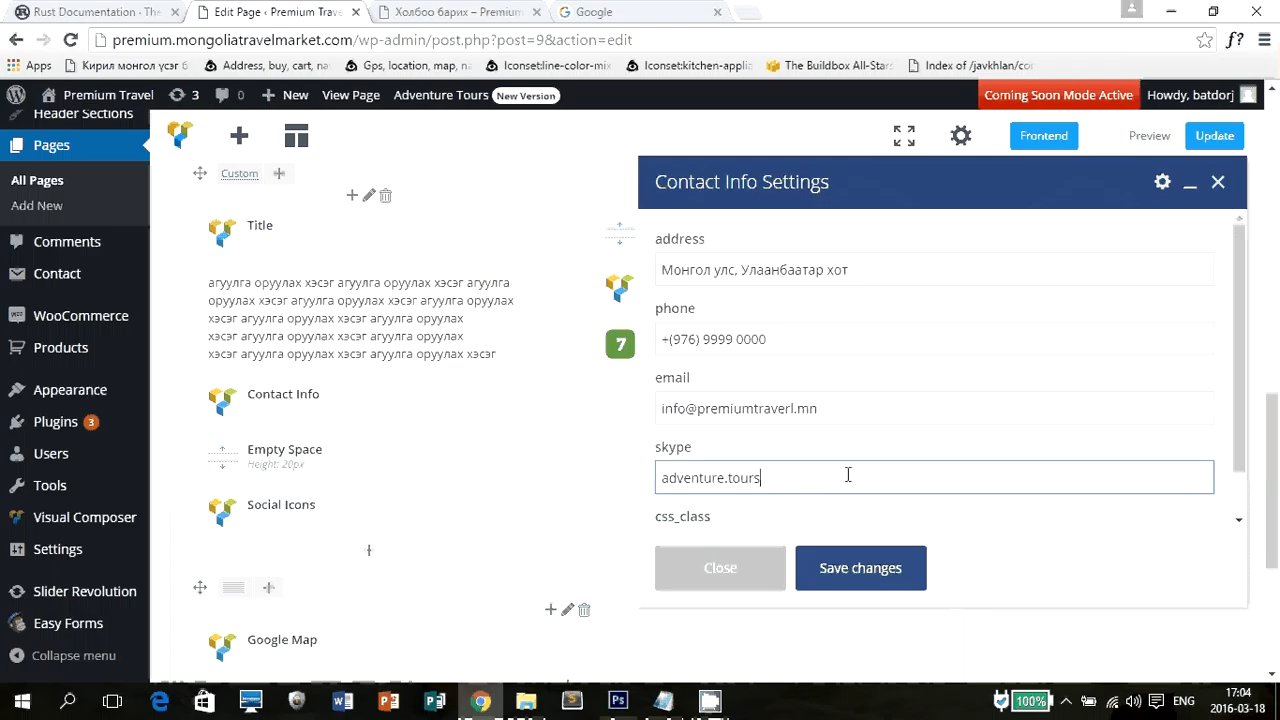 Rust Documentation - The
Edit Page ‹ Premium Trave
Холбоо барих – Premium
Google
premium.mongoliatravelmarket.com/wp-admin/post.php?post=9&action=edit
f?
Apps
Кирил монгол үсэг б
Address, buy, cart, na
Gps, location, map, n
Iconset:line-color-mix
Iconset:kitchen-applia
The Buildbox All-Stars
Index of /javkhlan/co
Premium Travel
3
0
New
View Page
Adventure Tours
New Version
Coming Soon Mode Active
Howdy, batdorj
Header Sections
Pages
All Pages
Add New
Comments
Contact
WooCommerce
Products
Appearance
Plugins 3
Users
Tools
Visual Composer
Settings
Slider Revolution
Easy Forms
Collapse menu
Frontend
Preview
Update
Custom
Title
агуулга оруулах хэсэг агуулга оруулах хэсэг агуулга
оруулах хэсэг агуулга оруулах хэсэг агуулга оруулах
хэсэг агуулга оруулах хэсэг агуулга оруулах
хэсэг агуулга оруулах хэсэг агуулга оруулах
хэсэг агуулга оруулах хэсэг агуулга оруулах хэсэг
Contact Info
Empty Space
Height: 20px
Social Icons
Google Map
7
Contact Info Settings
address
Монгол улс, Улаанбаатар хот
phone
+(976) 9999 0000
email
info@premiumtraverl.mn
skype
adventure.tours
css_class
Close
Save changes
100%
ENG
17:04
2016-03-18